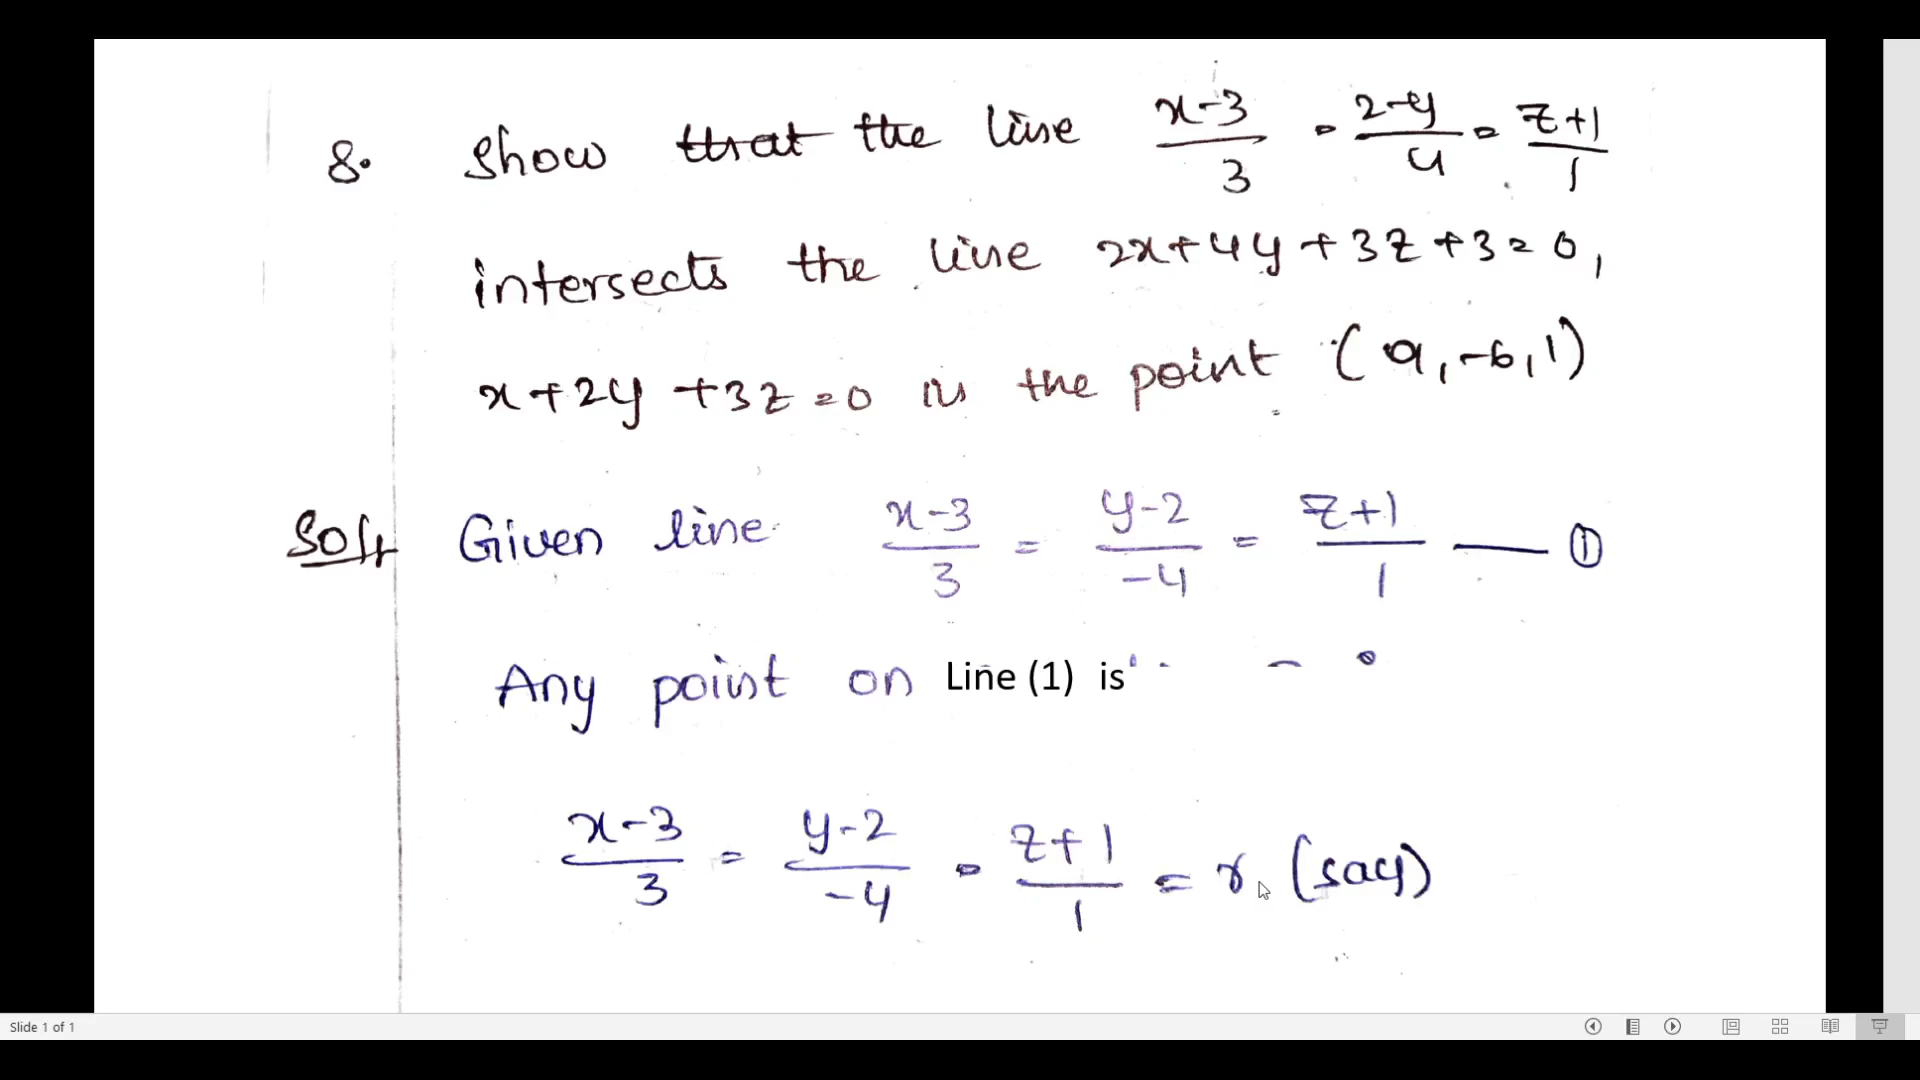 8. Show that the line x-3/3 = 2-y/4 = z+1/1
intersects the line 2x+4y+3z+3=0,
x+2y+3z=0 in the point (9,-6,1)
Soln Given line x-3/3 = y-2/-4 = z+1/1 — ①
Any point on Line (1) is
x-3/3 = y-2/-4 = z+1/1 = r (say)
Slide 1 of 1